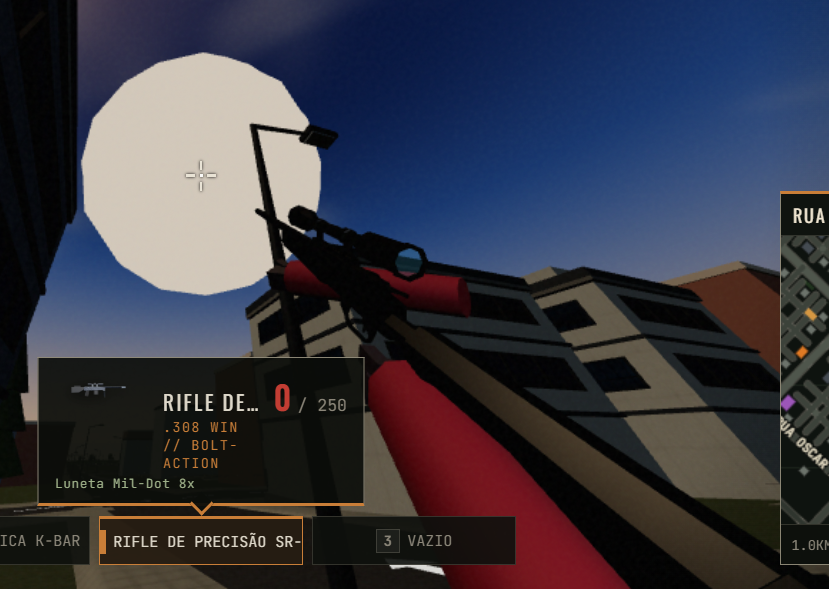 RIFLE DE… 0 / 250
.308 WIN
// BOLT-
ACTION
Luneta Mil-Dot 8x
ICA K-BAR
RIFLE DE PRECISÃO SR-
3 VAZIO
RUA
UA OSCAR
1.0KM